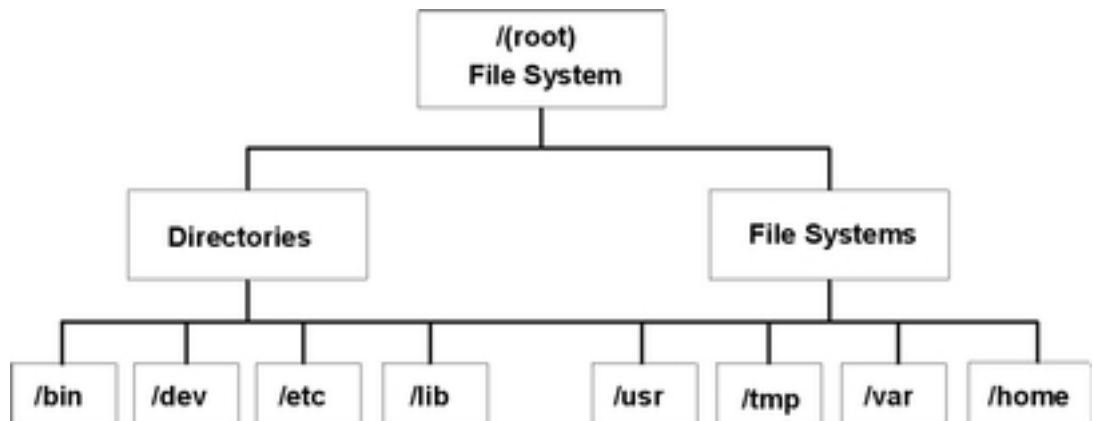 /(root)
File System
Directories
File Systems
/bin
/dev
/etc
/lib
/usr
/tmp
/var
/home